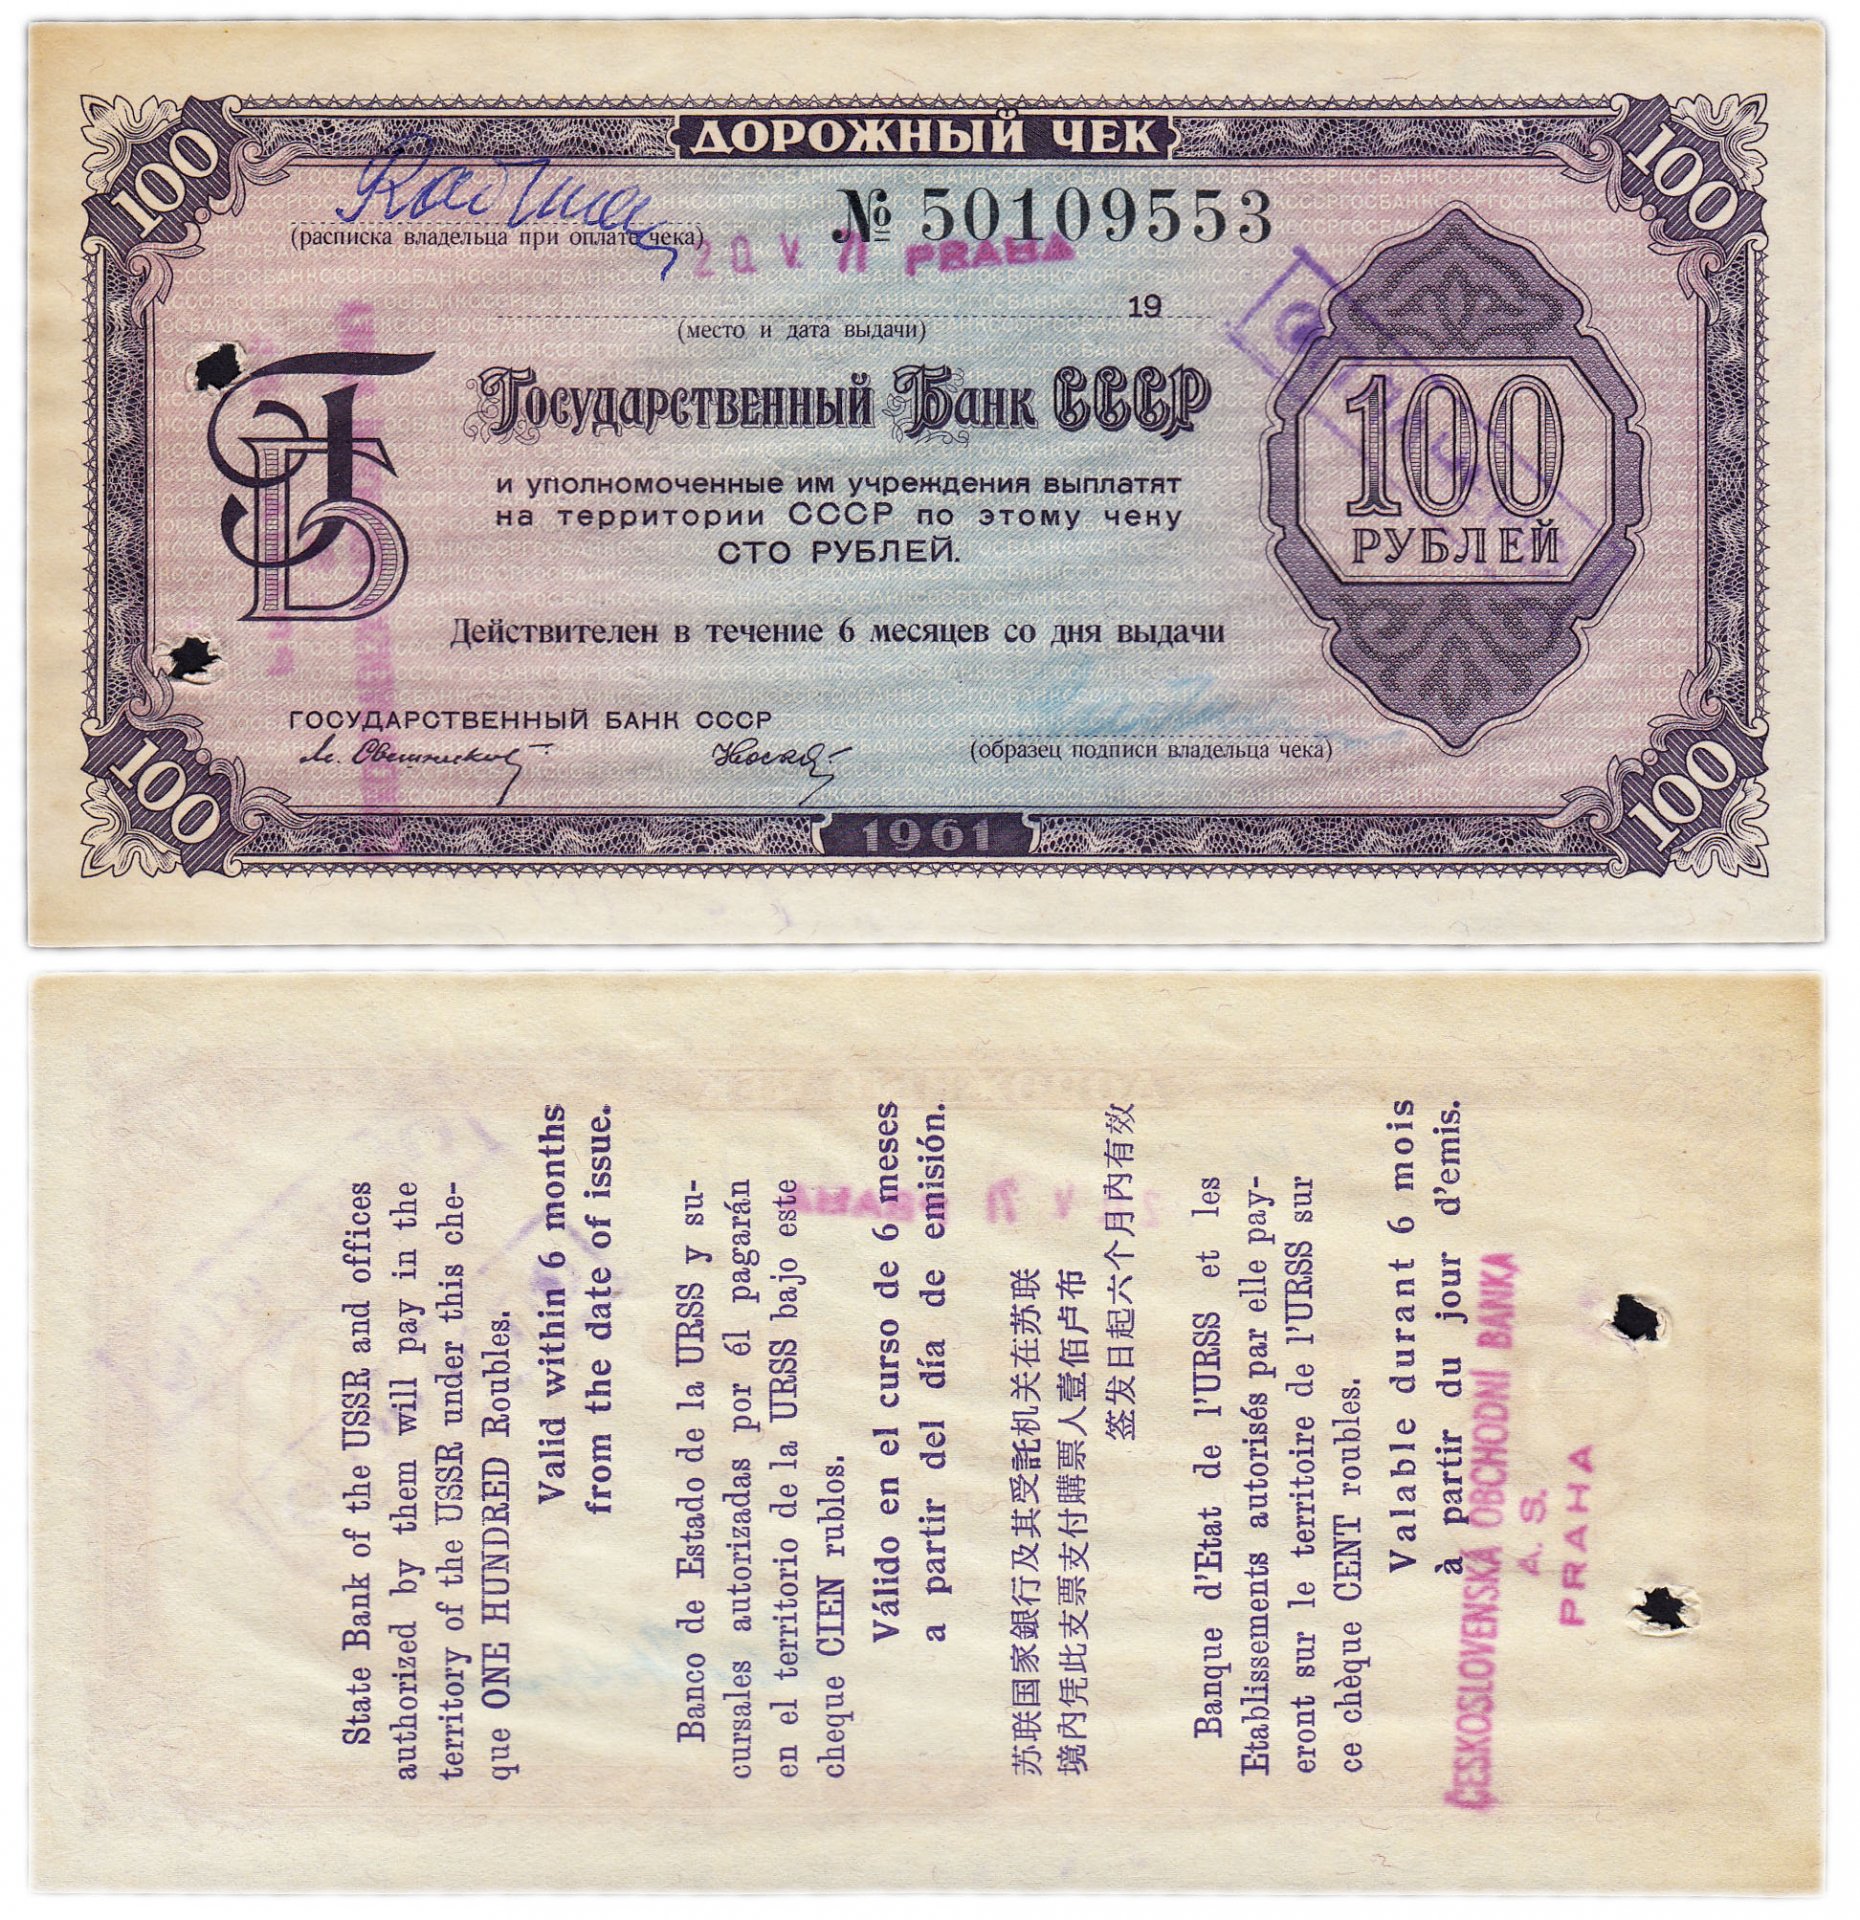 ДОРОЖНЫЙ ЧЕК
100
100
№ 50109553
(расписка владельца при оплате чека)
20 V 71 PRAHA
19
(место и дата выдачи)
ГБ
Государственный Банк СССР
и уполномоченные им учреждения выплатят
на территории СССР по этому чеку
СТО РУБЛЕЙ.
100
РУБЛЕЙ
Действителен в течение 6 месяцев со дня выдачи
ГОСУДАРСТВЕННЫЙ БАНК СССР
(образец подписи владельца чека)
100
100
1961
State Bank of the USSR and offices
authorized by them will pay in the
territory of the USSR under this che-
que ONE HUNDRED Roubles.
Valid within 6 months
from the date of issue.
Banco de Estado de la URSS y su-
cursales autorizadas por él pagarán
en el territorio de la URSS bajo este
cheque CIEN rublos.
Válido en el curso de 6 meses
a partir del día de emisión.
苏联国家銀行及其受託机关在苏联
境內凭此支票支付購票人壹佰卢布
签发日起六个月內有效
Banque d'Etat de l'URSS et les
Etablissements autorisés par elle pay-
eront sur le territoire de l'URSS sur
ce chèque CENT roubles.
Valable durant 6 mois
à partir du jour d'emis.
ČESKOSLOVENSKÁ OBCHODNÍ BANKA
A. S.
PRAHA